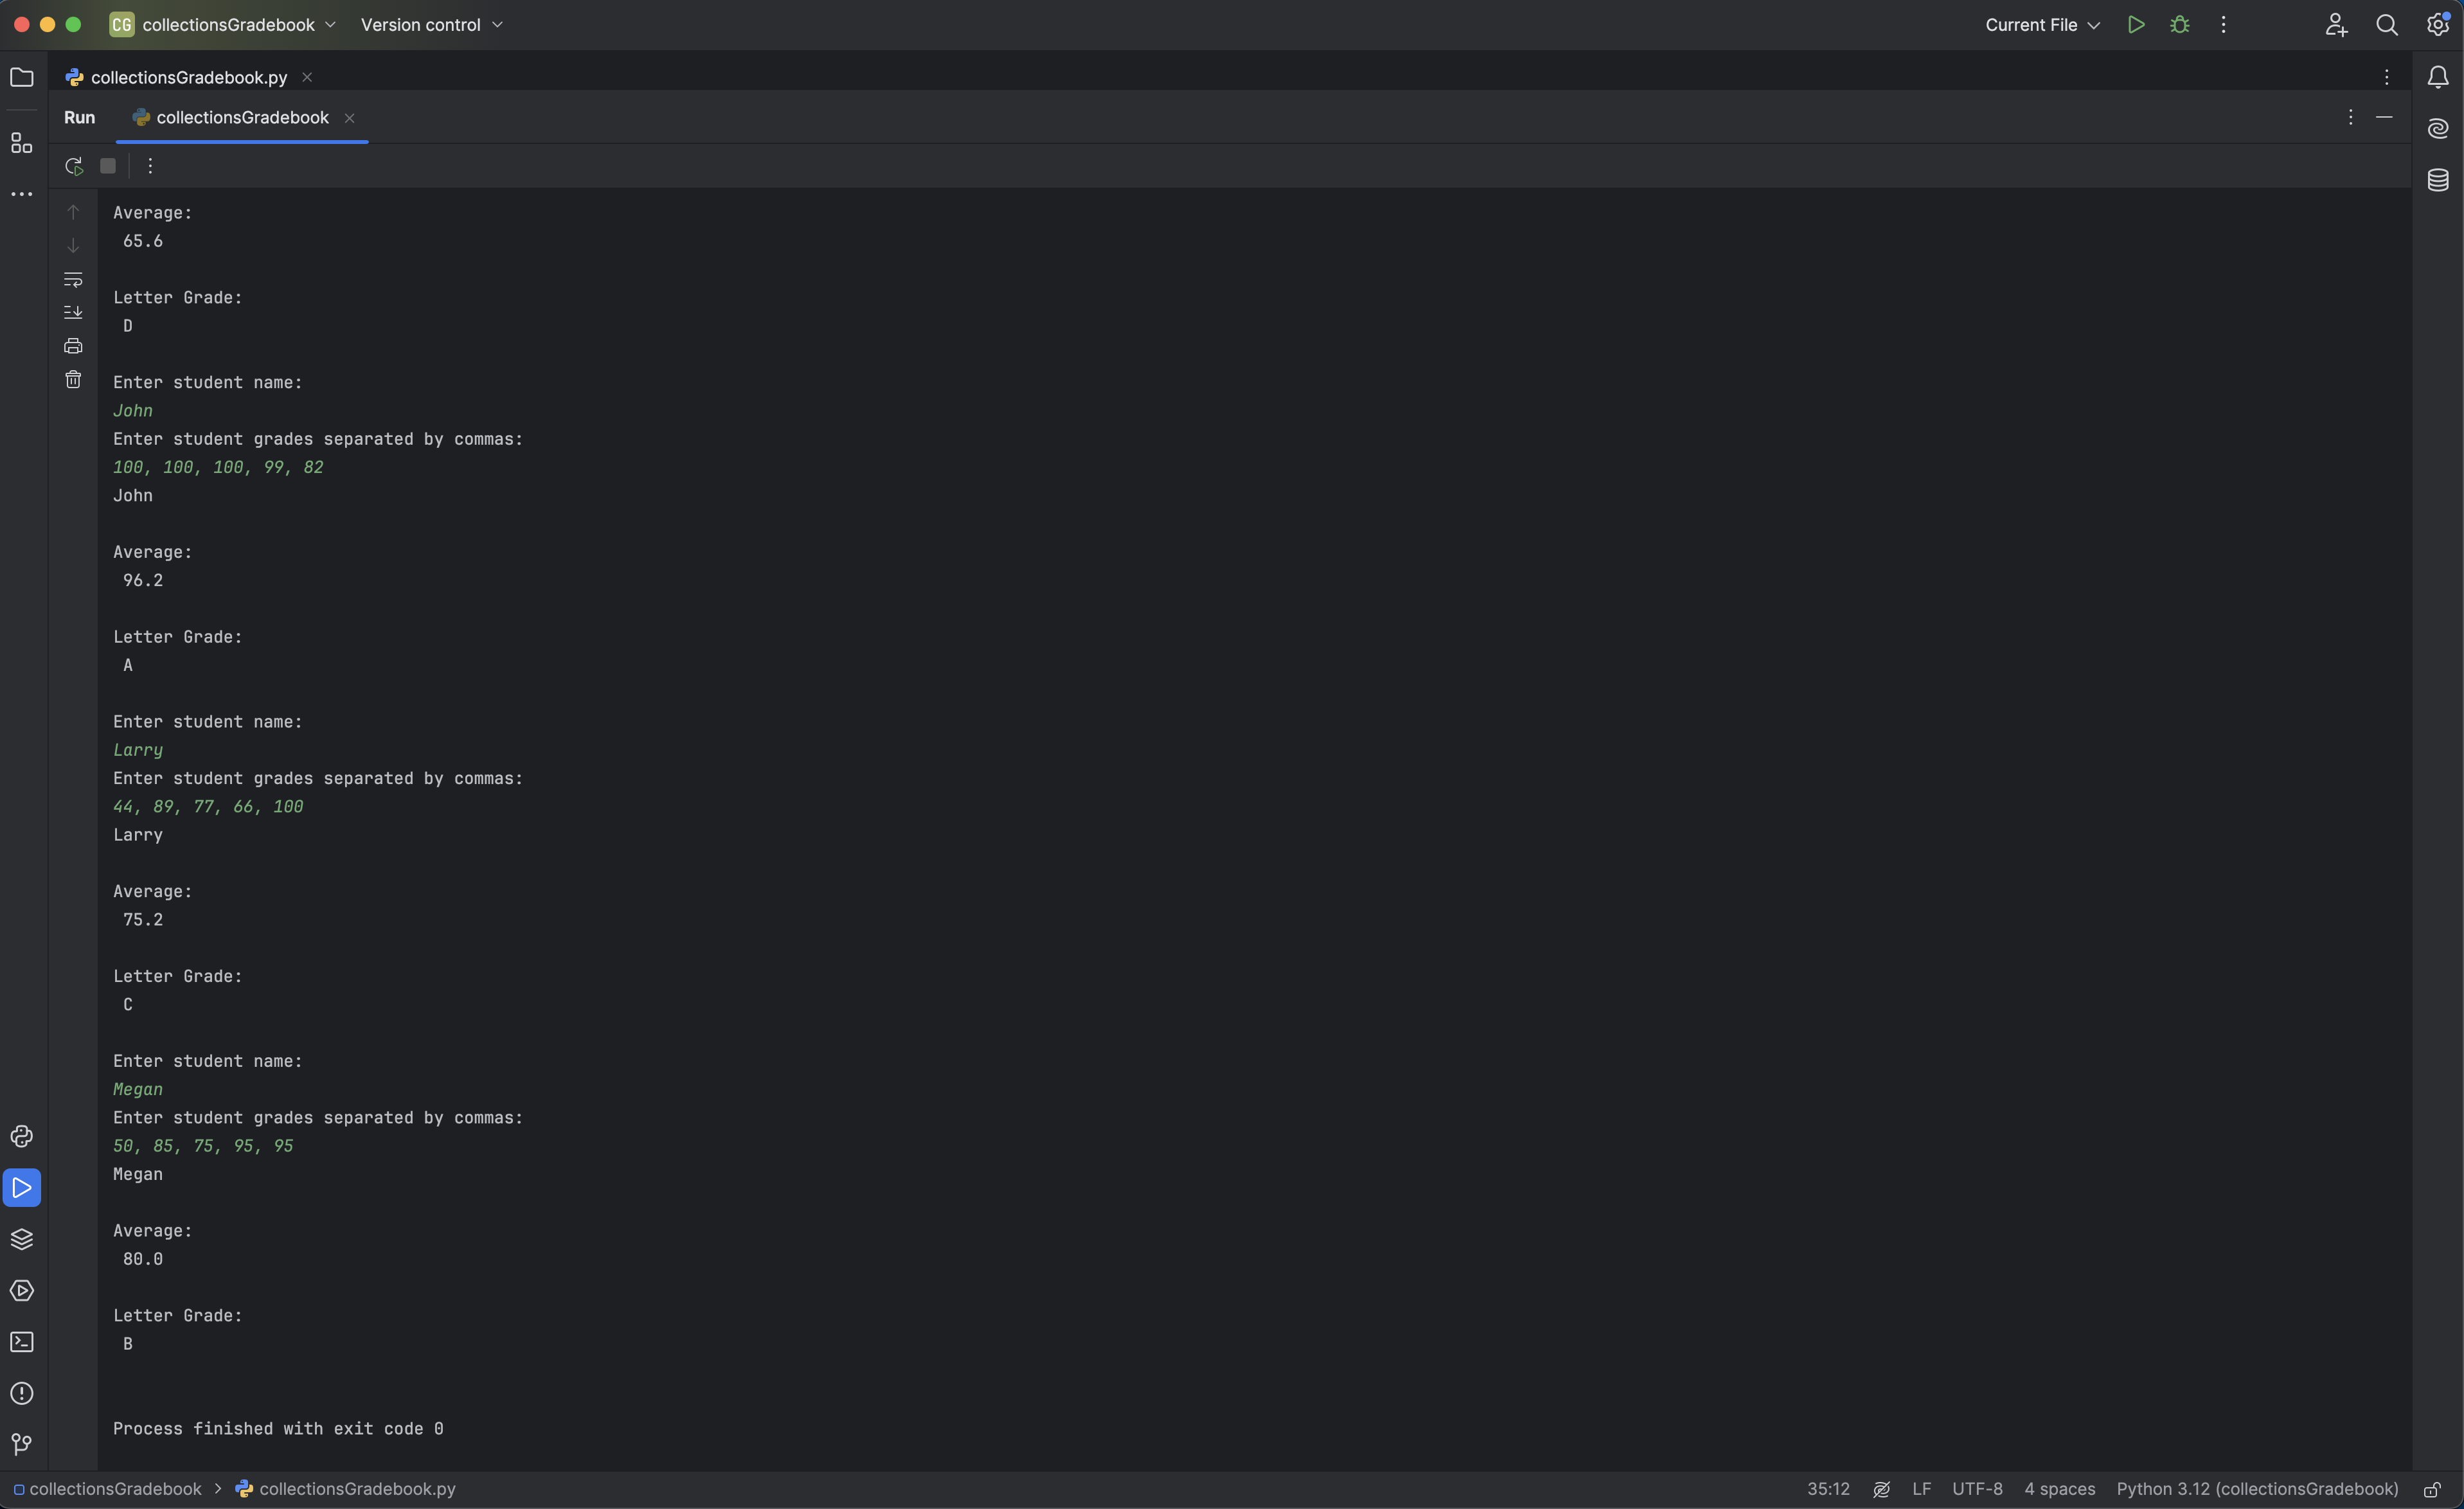 CG collectionsGradebook Version control Current File
collectionsGradebook.py
Run collectionsGradebook
Average:
65.6
Letter Grade:
D
Enter student name:
John
Enter student grades separated by commas:
100, 100, 100, 99, 82
John
Average:
96.2
Letter Grade:
A
Enter student name:
Larry
Enter student grades separated by commas:
44, 89, 77, 66, 100
Larry
Average:
75.2
Letter Grade:
C
Enter student name:
Megan
Enter student grades separated by commas:
50, 85, 75, 95, 95
Megan
Average:
80.0
Letter Grade:
B
Process finished with exit code 0
collectionsGradebook > collectionsGradebook.py 35:12 LF UTF-8 4 spaces Python 3.12 (collectionsGradebook)